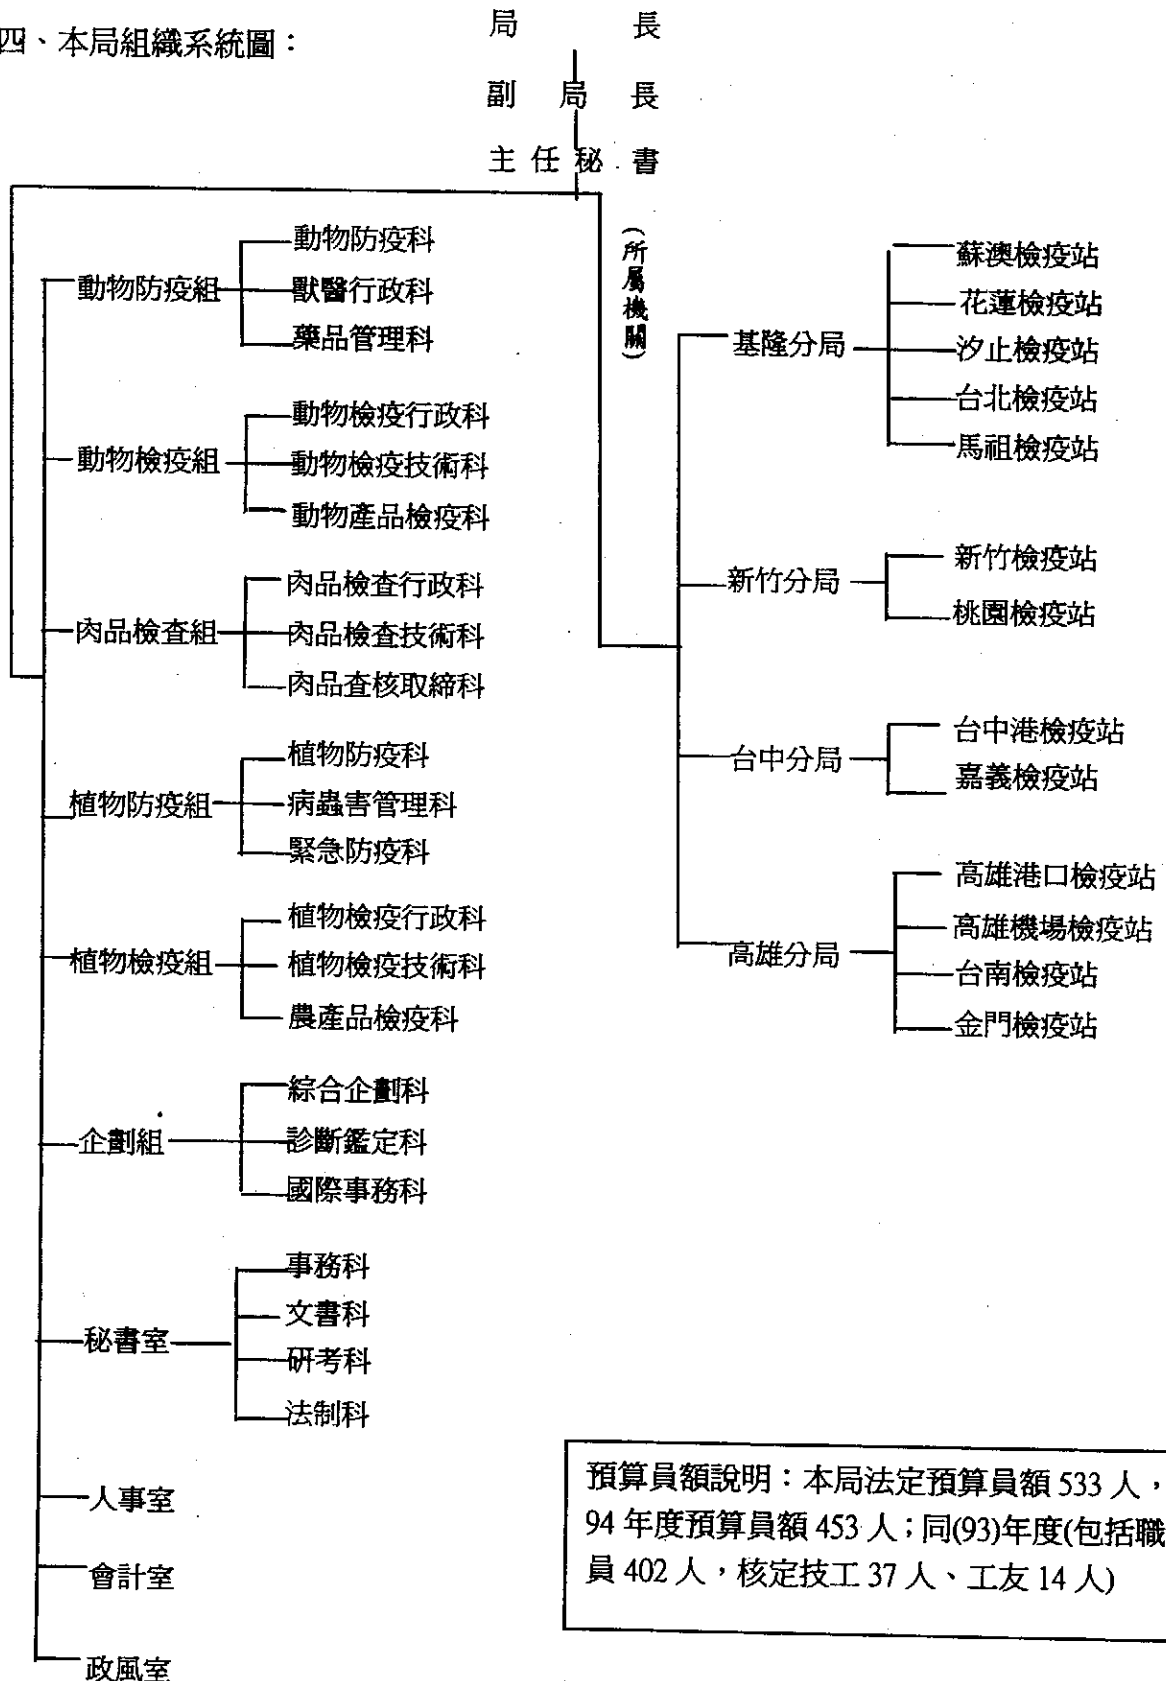 四、本局組織系統圖：
局長
副局長
主任秘書
動物防疫組
動物防疫科
獸醫行政科
藥品管理科
動物檢疫組
動物檢疫行政科
動物檢疫技術科
動物產品檢疫科
肉品檢查組
肉品檢查行政科
肉品檢查技術科
肉品查核取締科
植物防疫組
植物防疫科
病蟲害管理科
緊急防疫科
植物檢疫組
植物檢疫行政科
植物檢疫技術科
農產品檢疫科
企劃組
綜合企劃科
診斷鑑定科
國際事務科
秘書室
事務科
文書科
研考科
法制科
人事室
會計室
政風室
(所屬機關)
基隆分局
蘇澳檢疫站
花蓮檢疫站
汐止檢疫站
台北檢疫站
馬祖檢疫站
新竹分局
新竹檢疫站
桃園檢疫站
台中分局
台中港檢疫站
嘉義檢疫站
高雄分局
高雄港口檢疫站
高雄機場檢疫站
台南檢疫站
金門檢疫站
預算員額說明：本局法定預算員額 533 人，
94 年度預算員額 453 人；同(93)年度(包括職
員 402 人，核定技工 37 人、工友 14 人)